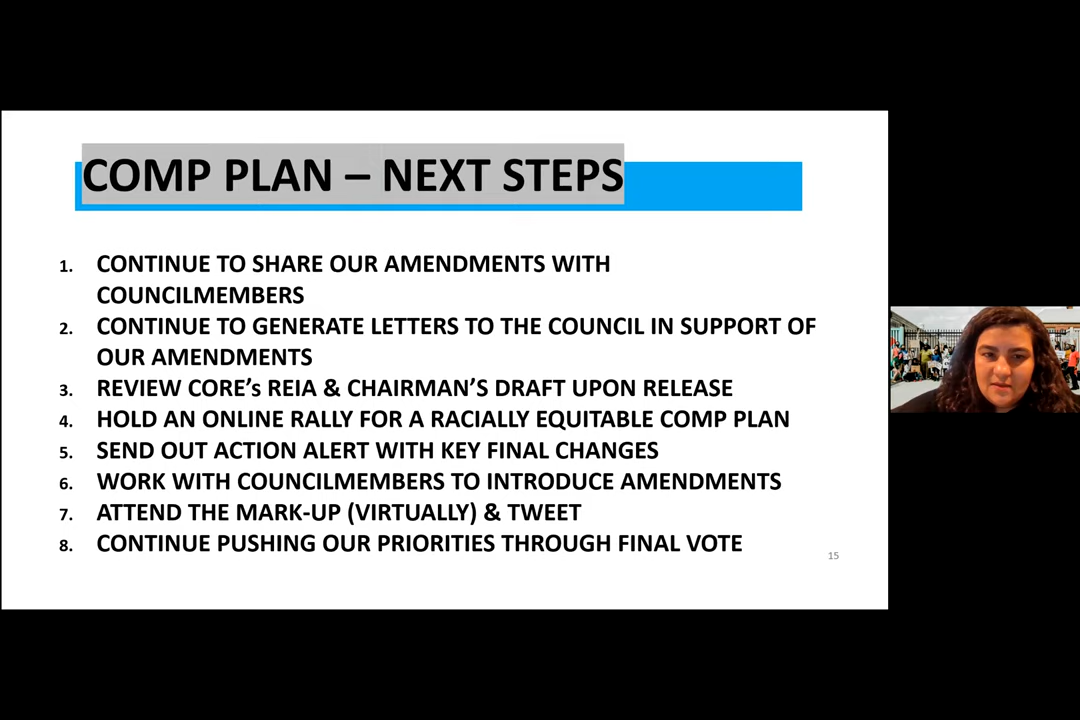 COMP PLAN – NEXT STEPS
1. CONTINUE TO SHARE OUR AMENDMENTS WITH
COUNCILMEMBERS
2. CONTINUE TO GENERATE LETTERS TO THE COUNCIL IN SUPPORT OF
OUR AMENDMENTS
3. REVIEW CORE’s REIA & CHAIRMAN’S DRAFT UPON RELEASE
4. HOLD AN ONLINE RALLY FOR A RACIALLY EQUITABLE COMP PLAN
5. SEND OUT ACTION ALERT WITH KEY FINAL CHANGES
6. WORK WITH COUNCILMEMBERS TO INTRODUCE AMENDMENTS
7. ATTEND THE MARK-UP (VIRTUALLY) & TWEET
8. CONTINUE PUSHING OUR PRIORITIES THROUGH FINAL VOTE
15